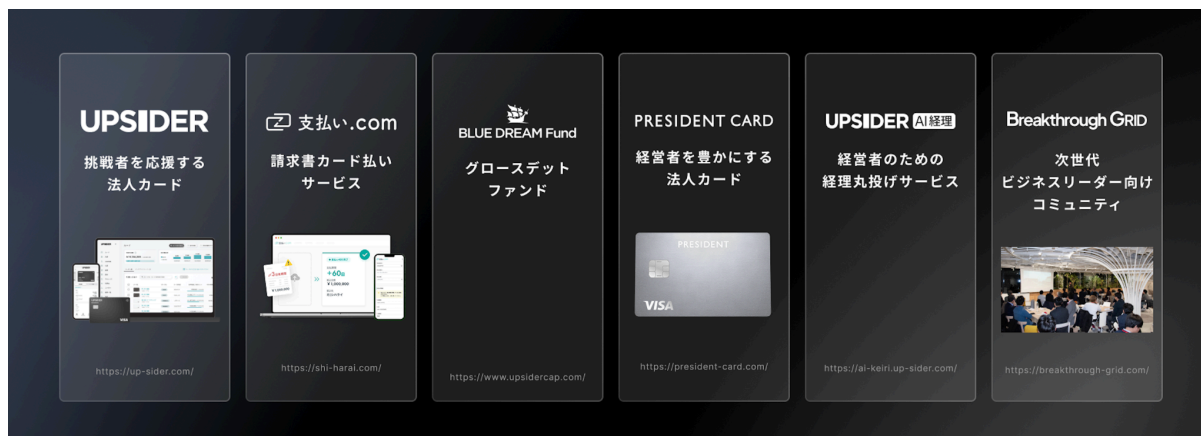 UPSIDER
挑戦者を応援する
法人カード
https://up-sider.com/
支払い.com
請求書カード払い
サービス
+60日
https://shi-harai.com/
BLUE DREAM Fund
グロースデット
ファンド
https://www.upsidercap.com/
PRESIDENT CARD
経営者を豊かにする
法人カード
PRESIDENT
VISA
https://president-card.com/
UPSIDER AI経理
経営者のための
経理丸投げサービス
https://ai-keiri.up-sider.com/
Breakthrough GRID
次世代
ビジネスリーダー向け
コミュニティ
https://breakthrough-grid.com/